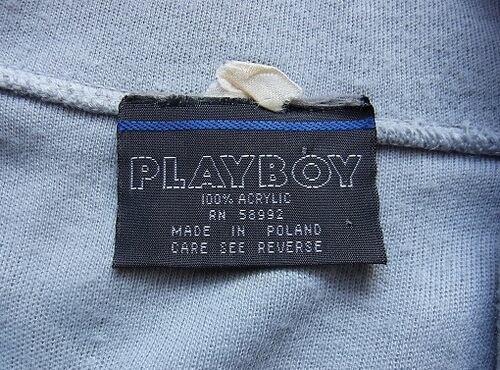 PLAYBOY
100% ACRYLIC
RN 58992
MADE IN POLAND
CARE SEE REVERSE